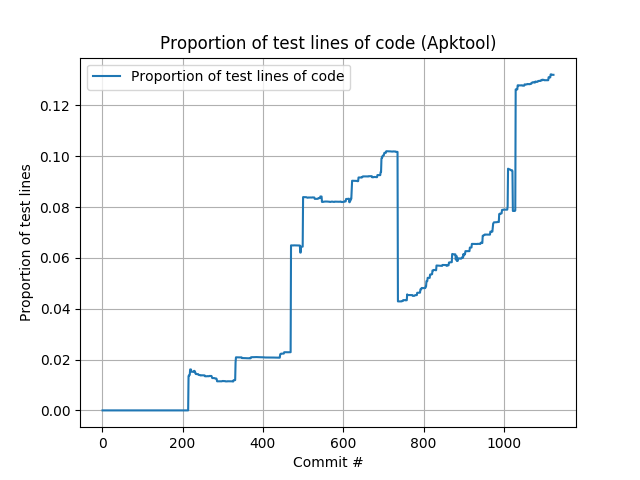 Proportion of test lines of code (Apktool)
Proportion of test lines of code
0.12
0.10
0.08
0.06
0.04
0.02
0.00
Proportion of test lines
0 200 400 600 800 1000
Commit #